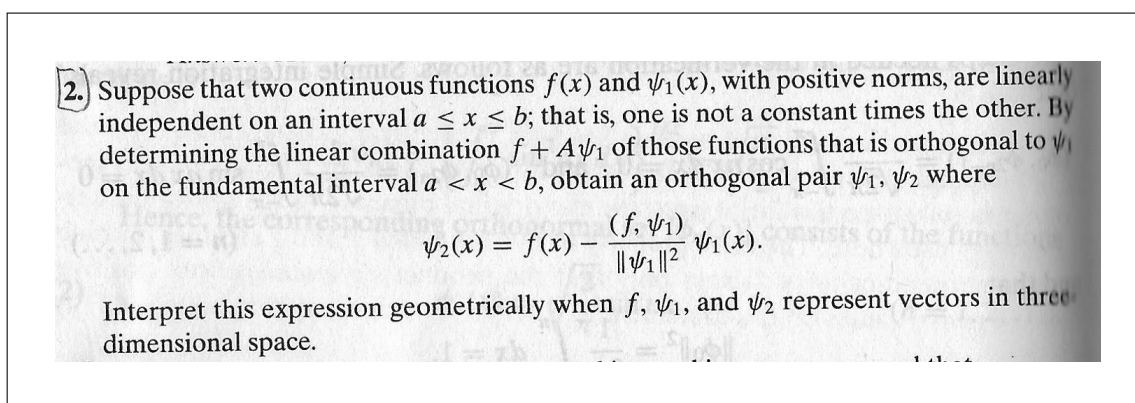 2. Suppose that two continuous functions f(x) and ψ₁(x), with positive norms, are linearly
independent on an interval a ≤ x ≤ b; that is, one is not a constant times the other. By
determining the linear combination f + Aψ₁ of those functions that is orthogonal to ψ₁
on the fundamental interval a < x < b, obtain an orthogonal pair ψ₁, ψ₂ where
ψ₂(x) = f(x) − (f, ψ₁) / ‖ψ₁‖² ψ₁(x).
Interpret this expression geometrically when f, ψ₁, and ψ₂ represent vectors in three-
dimensional space.